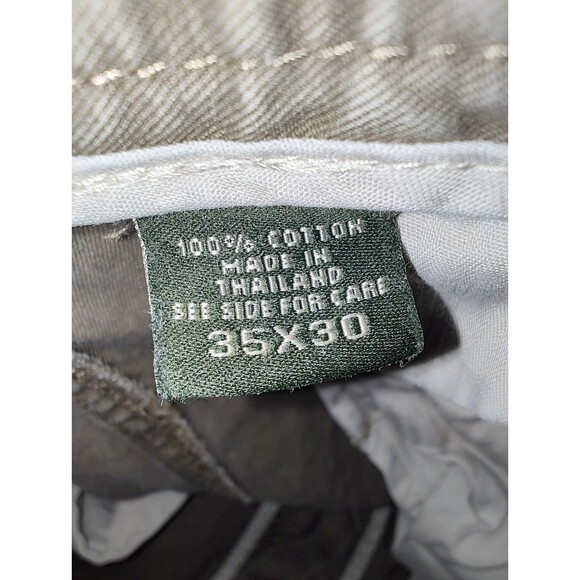 100% COTTON
MADE IN
THAILAND
SEE SIDE FOR CARE
35X30